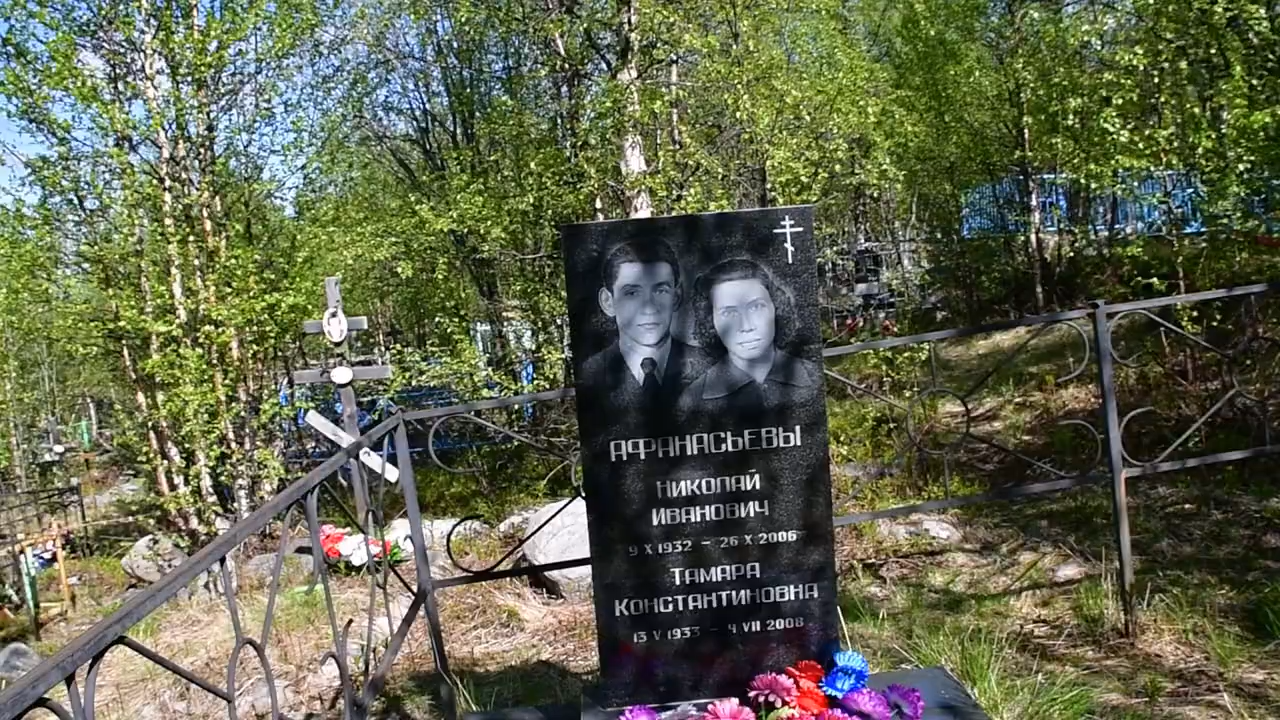 АФАНАСЬЕВЫ
НИКОЛАЙ
ИВАНОВИЧ
9 X 1932 – 26 X 2006
ТАМАРА
КОНСТАНТИНОВНА
13 V 1933 – 4 VII 2008